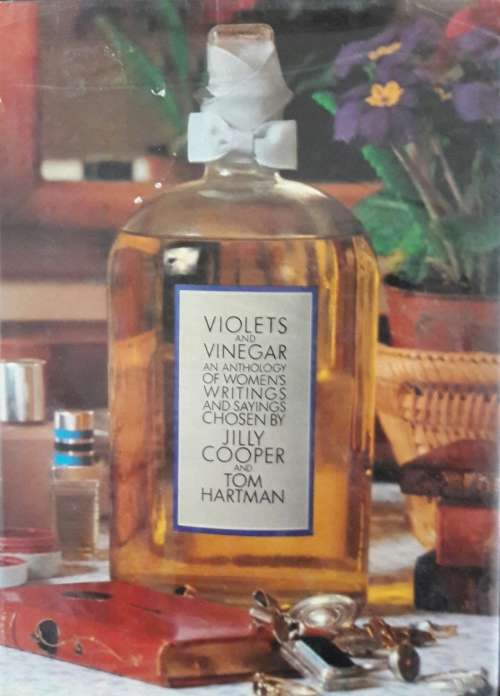 VIOLETS
AND
VINEGAR
AN ANTHOLOGY
OF WOMEN'S
WRITINGS
AND SAYINGS
CHOSEN BY
JILLY
COOPER
AND
TOM
HARTMAN